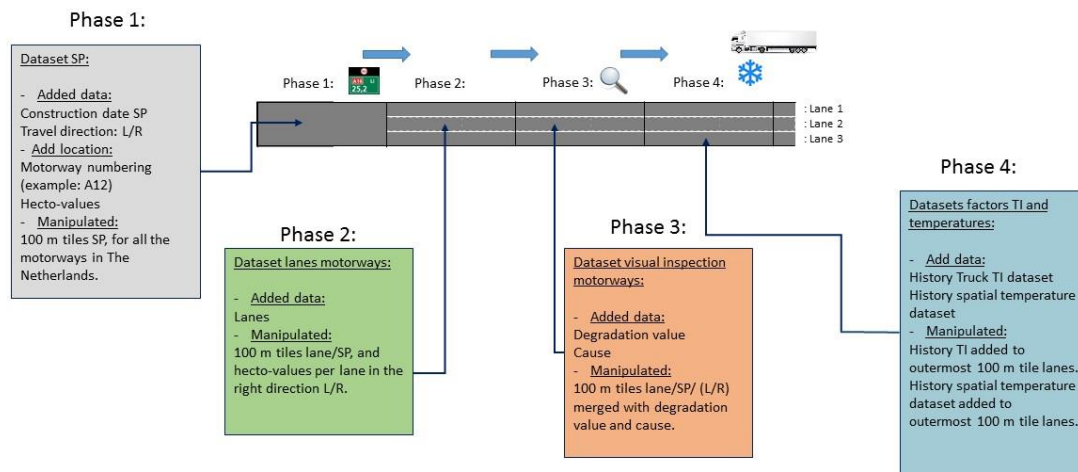 Phase 1:
Dataset SP:
- Added data:
Construction date SP
Travel direction: L/R
- Add location:
Motorway numbering
(example: A12)
Hecto-values
- Manipulated:
100 m tiles SP, for all the
motorways in The
Netherlands.
Phase 1:
A16 Li
25,2
Phase 2:
Phase 3:
Phase 4:
: Lane 1
: Lane 2
: Lane 3
Phase 2:
Dataset lanes motorways:
- Added data:
Lanes
- Manipulated:
100 m tiles lane/SP, and
hecto-values per lane in the
right direction L/R.
Phase 3:
Dataset visual inspection
motorways:
- Added data:
Degradation value
Cause
- Manipulated:
100 m tiles lane/SP/ (L/R)
merged with degradation
value and cause.
Phase 4:
Datasets factors TI and
temperatures:
- Add data:
History Truck TI dataset
History spatial temperature
dataset
- Manipulated:
History TI added to
outermost 100 m tile lanes.
History spatial temperature
dataset added to
outermost 100 m tile lanes.